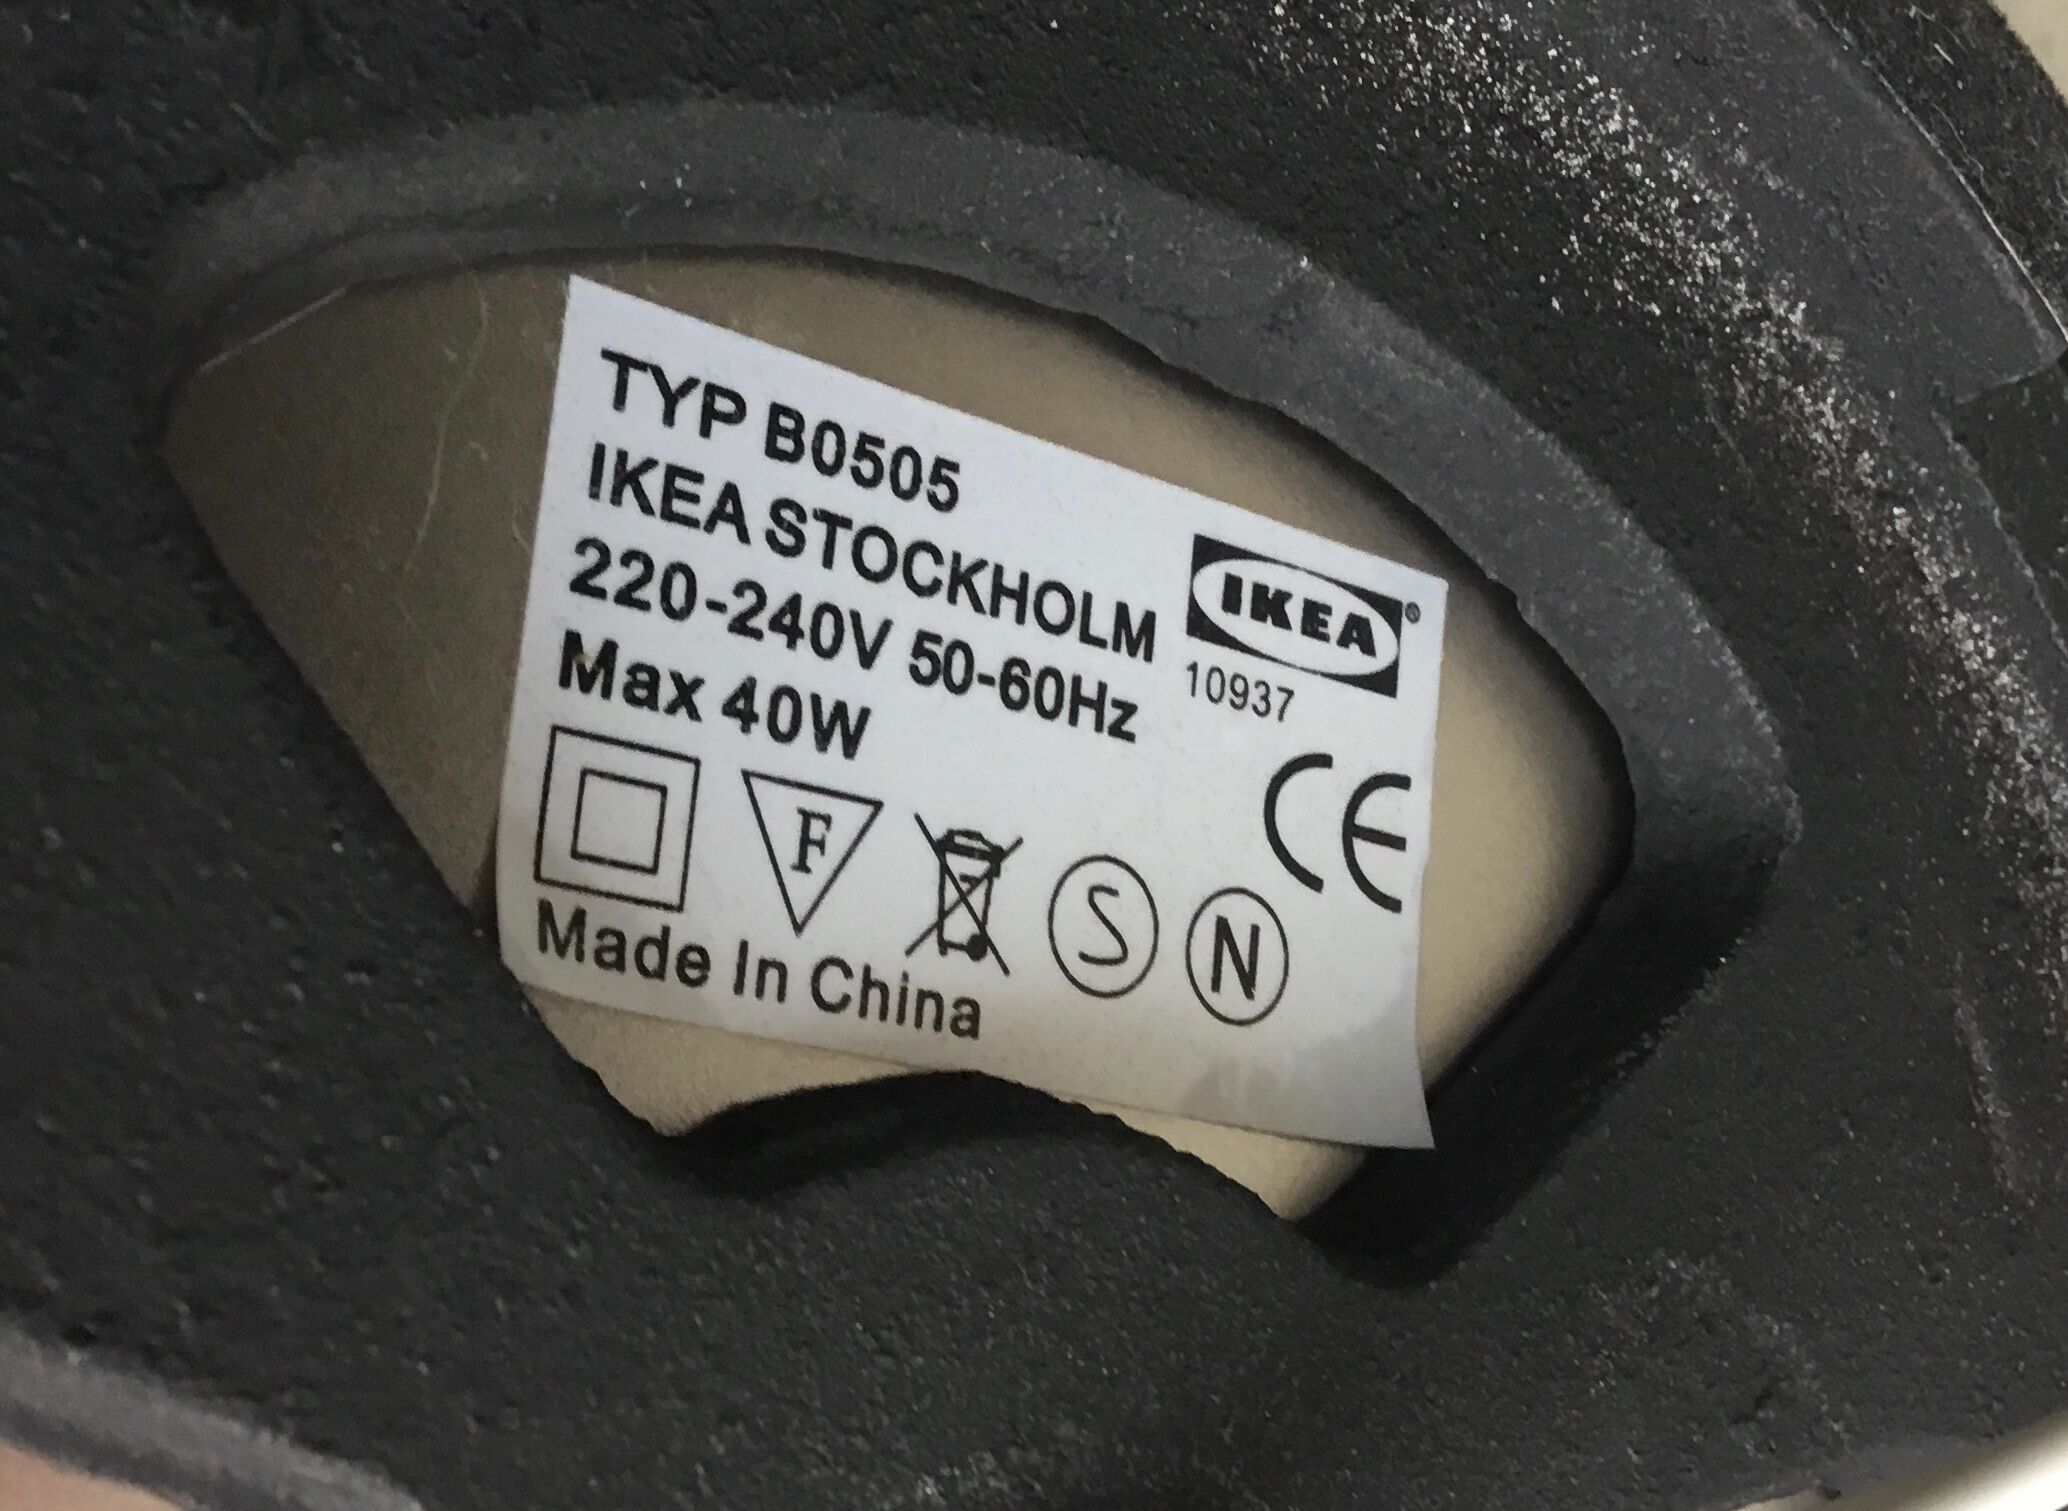 TYP B0505
IKEA STOCKHOLM
220-240V 50-60Hz
Max 40W
IKEA®
10937
CE
F
S
N
Made In China